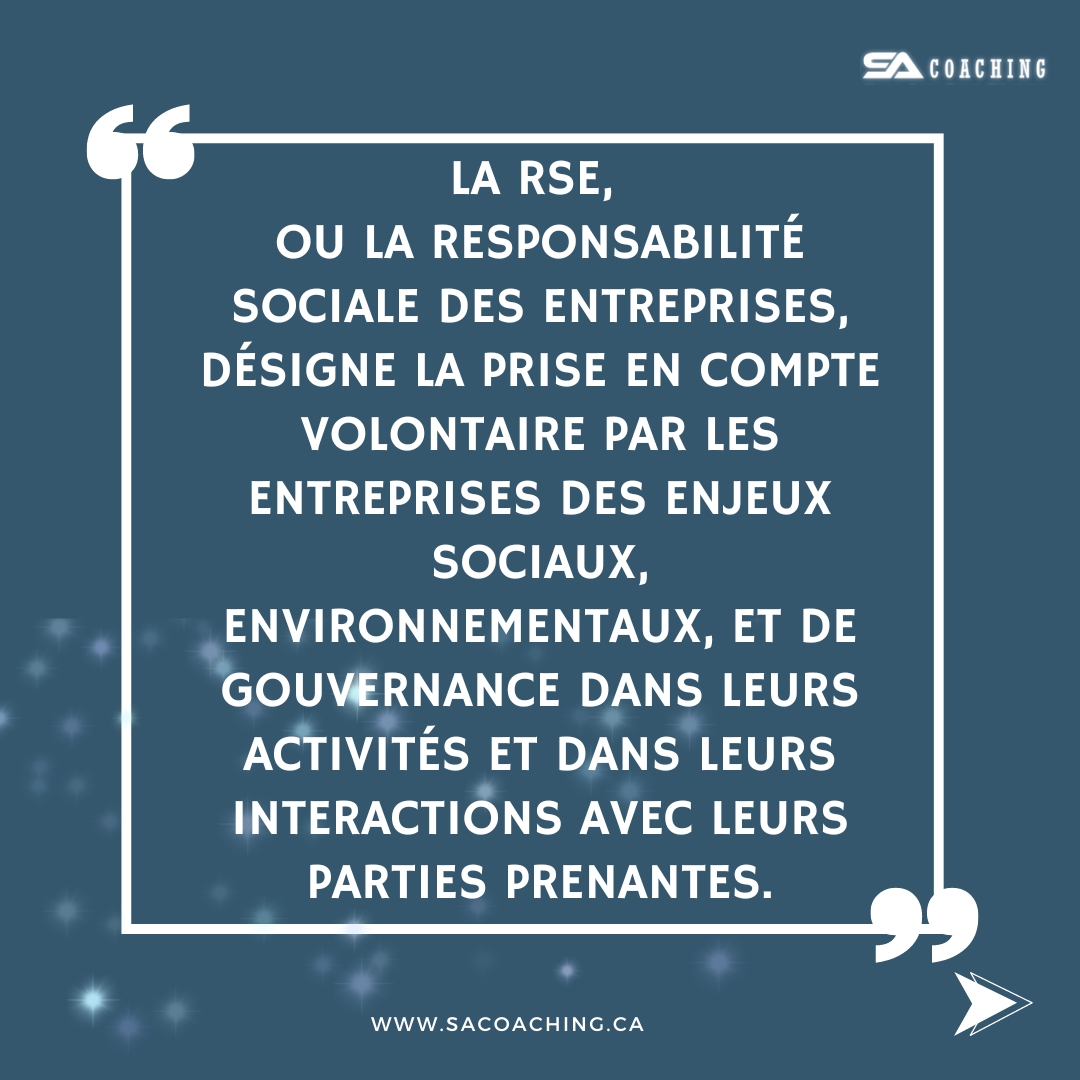 SA COACHING
LA RSE,
OU LA RESPONSABILITÉ
SOCIALE DES ENTREPRISES,
DÉSIGNE LA PRISE EN COMPTE
VOLONTAIRE PAR LES
ENTREPRISES DES ENJEUX
SOCIAUX,
ENVIRONNEMENTAUX, ET DE
GOUVERNANCE DANS LEURS
ACTIVITÉS ET DANS LEURS
INTERACTIONS AVEC LEURS
PARTIES PRENANTES.
WWW.SACOACHING.CA